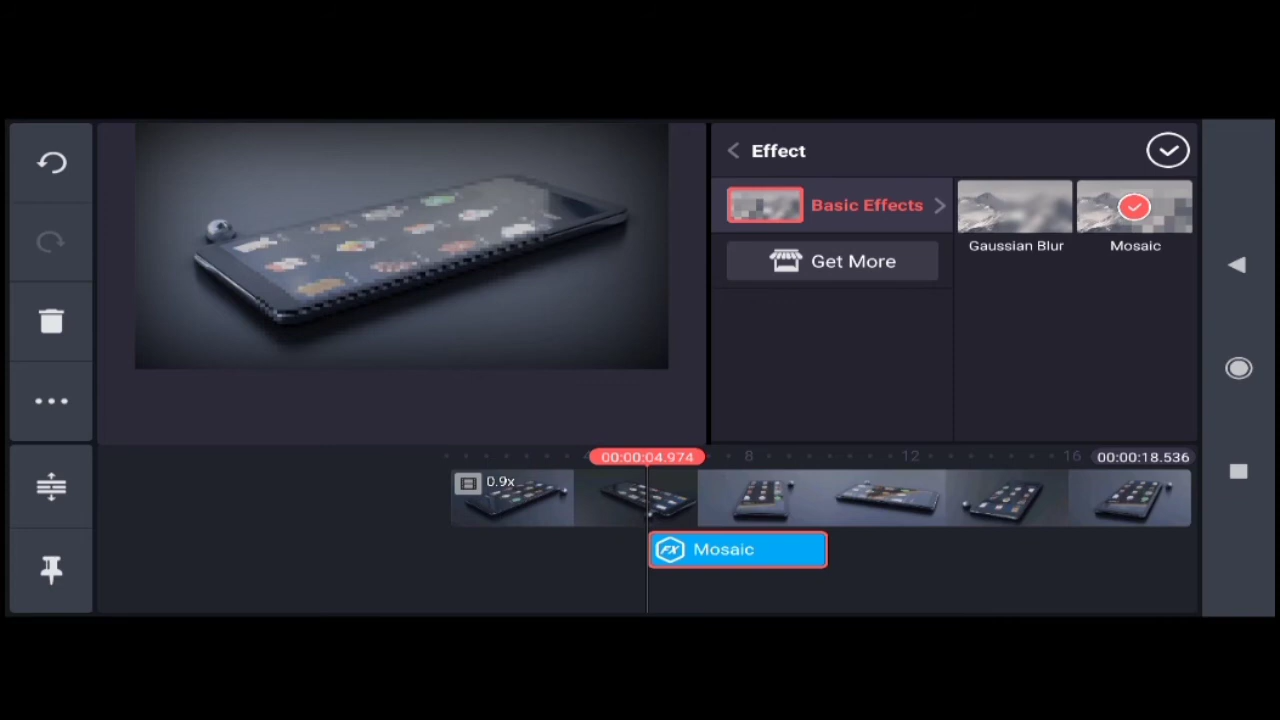 Effect
Basic Effects
Get More
Gaussian Blur
Mosaic
00:00:04.974
8
12
16
00:00:18.536
0.9x
FX
Mosaic